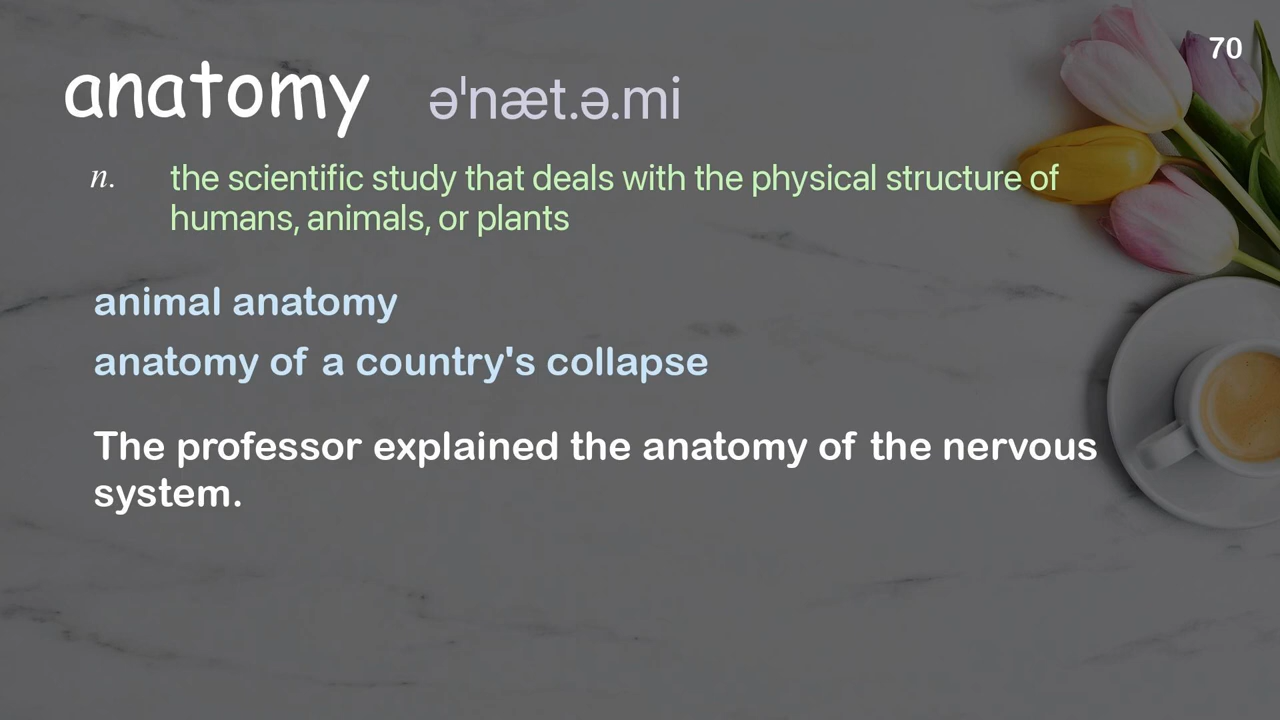 70
anatomy əˈnæt.ə.mi
n. the scientific study that deals with the physical structure of
humans, animals, or plants
animal anatomy
anatomy of a country's collapse
The professor explained the anatomy of the nervous
system.